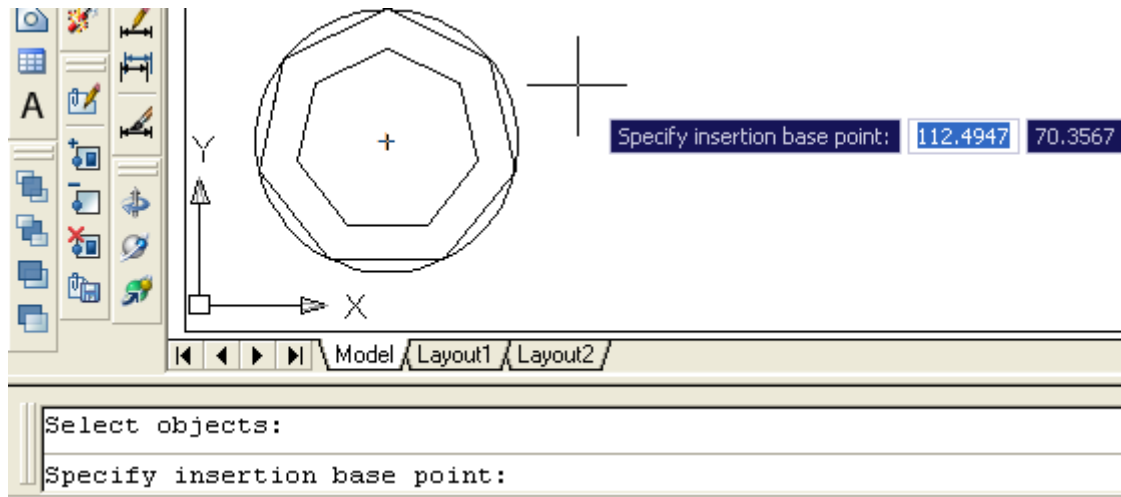 A
Y
Specify insertion base point: 112.4947 70.3567
X
Model Layout1 Layout2
Select objects:
Specify insertion base point: